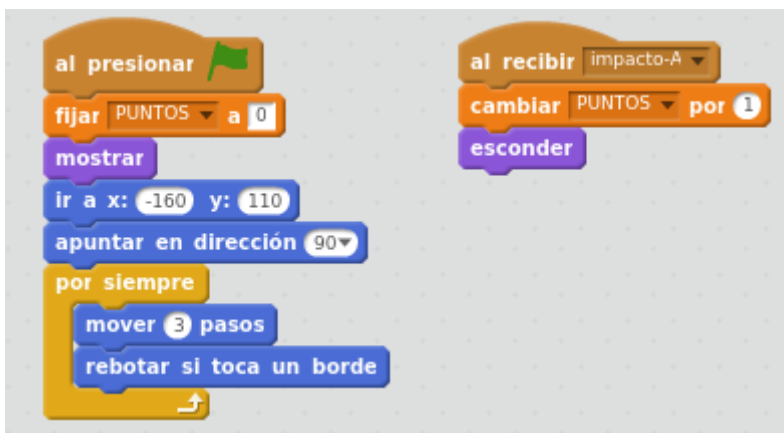 al presionar
fijar PUNTOS a 0
mostrar
ir a x: -160 y: 110
apuntar en dirección 90
por siempre
mover 3 pasos
rebotar si toca un borde
al recibir impacto-A
cambiar PUNTOS por 1
esconder